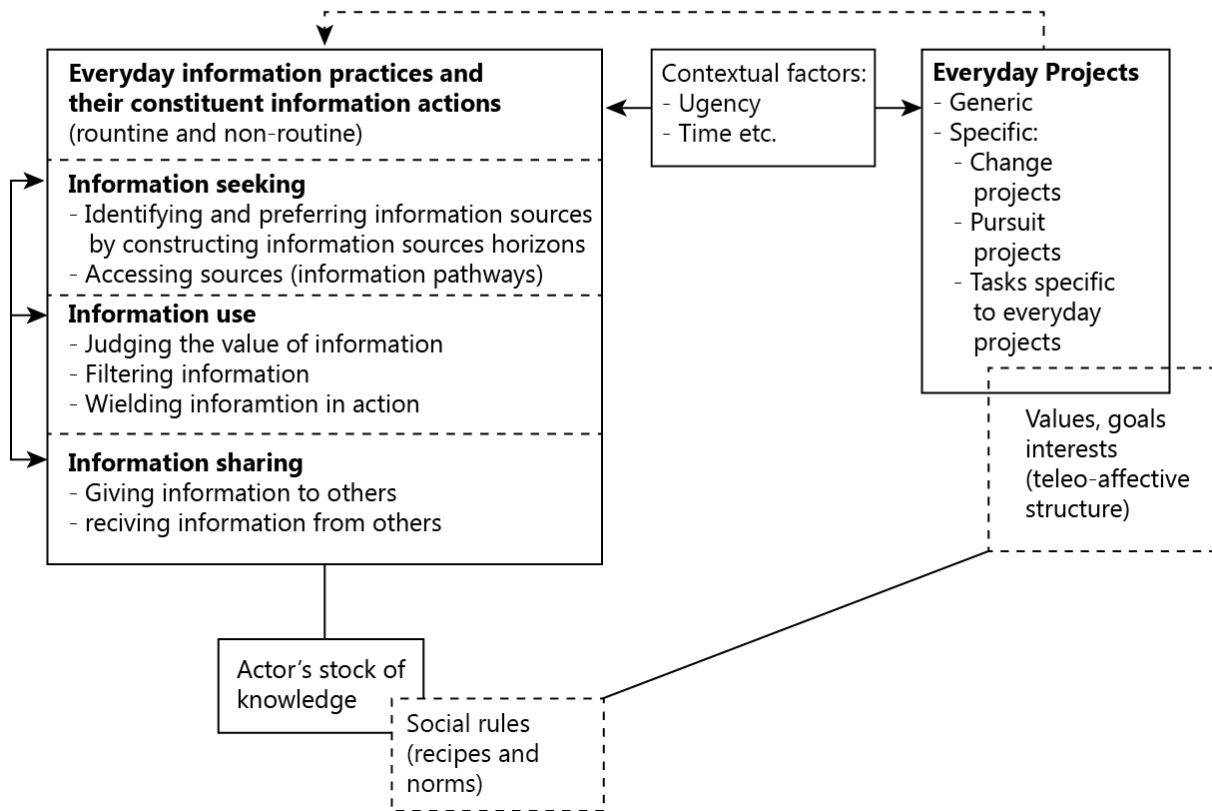 Everyday information practices and
their constituent information actions
(rountine and non-routine)
Information seeking
- Identifying and preferring information sources
by constructing information sources horizons
- Accessing sources (information pathways)
Information use
- Judging the value of information
- Filtering information
- Wielding inforamtion in action
Information sharing
- Giving information to others
- reciving information from others
Contextual factors:
- Ugency
- Time etc.
Everyday Projects
- Generic
- Specific:
- Change
projects
- Pursuit
projects
- Tasks specific
to everyday
projects
Values, goals
interests
(teleo-affective
structure)
Actor's stock of
knowledge
Social rules
(recipes and
norms)